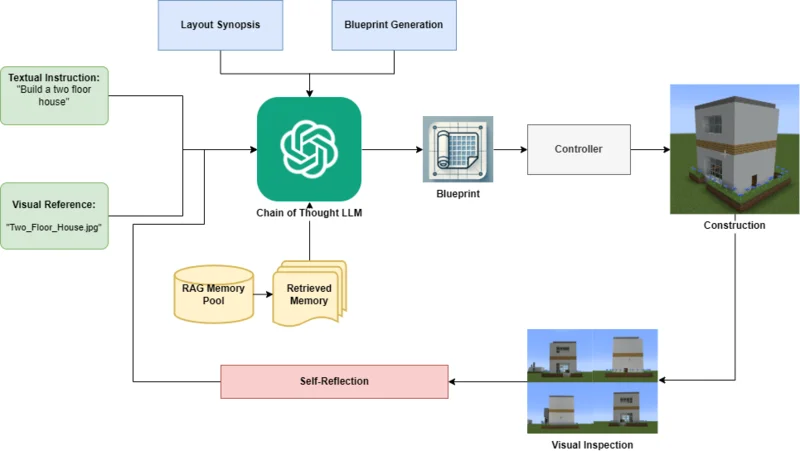 Layout Synopsis
Blueprint Generation
Textual Instruction:
"Build a two floor
house"
Visual Reference:
"Two_Floor_House.jpg"
Chain of Thought LLM
Blueprint
Controller
Construction
RAG Memory
Pool
Retrieved
Memory
Self-Reflection
Visual Inspection